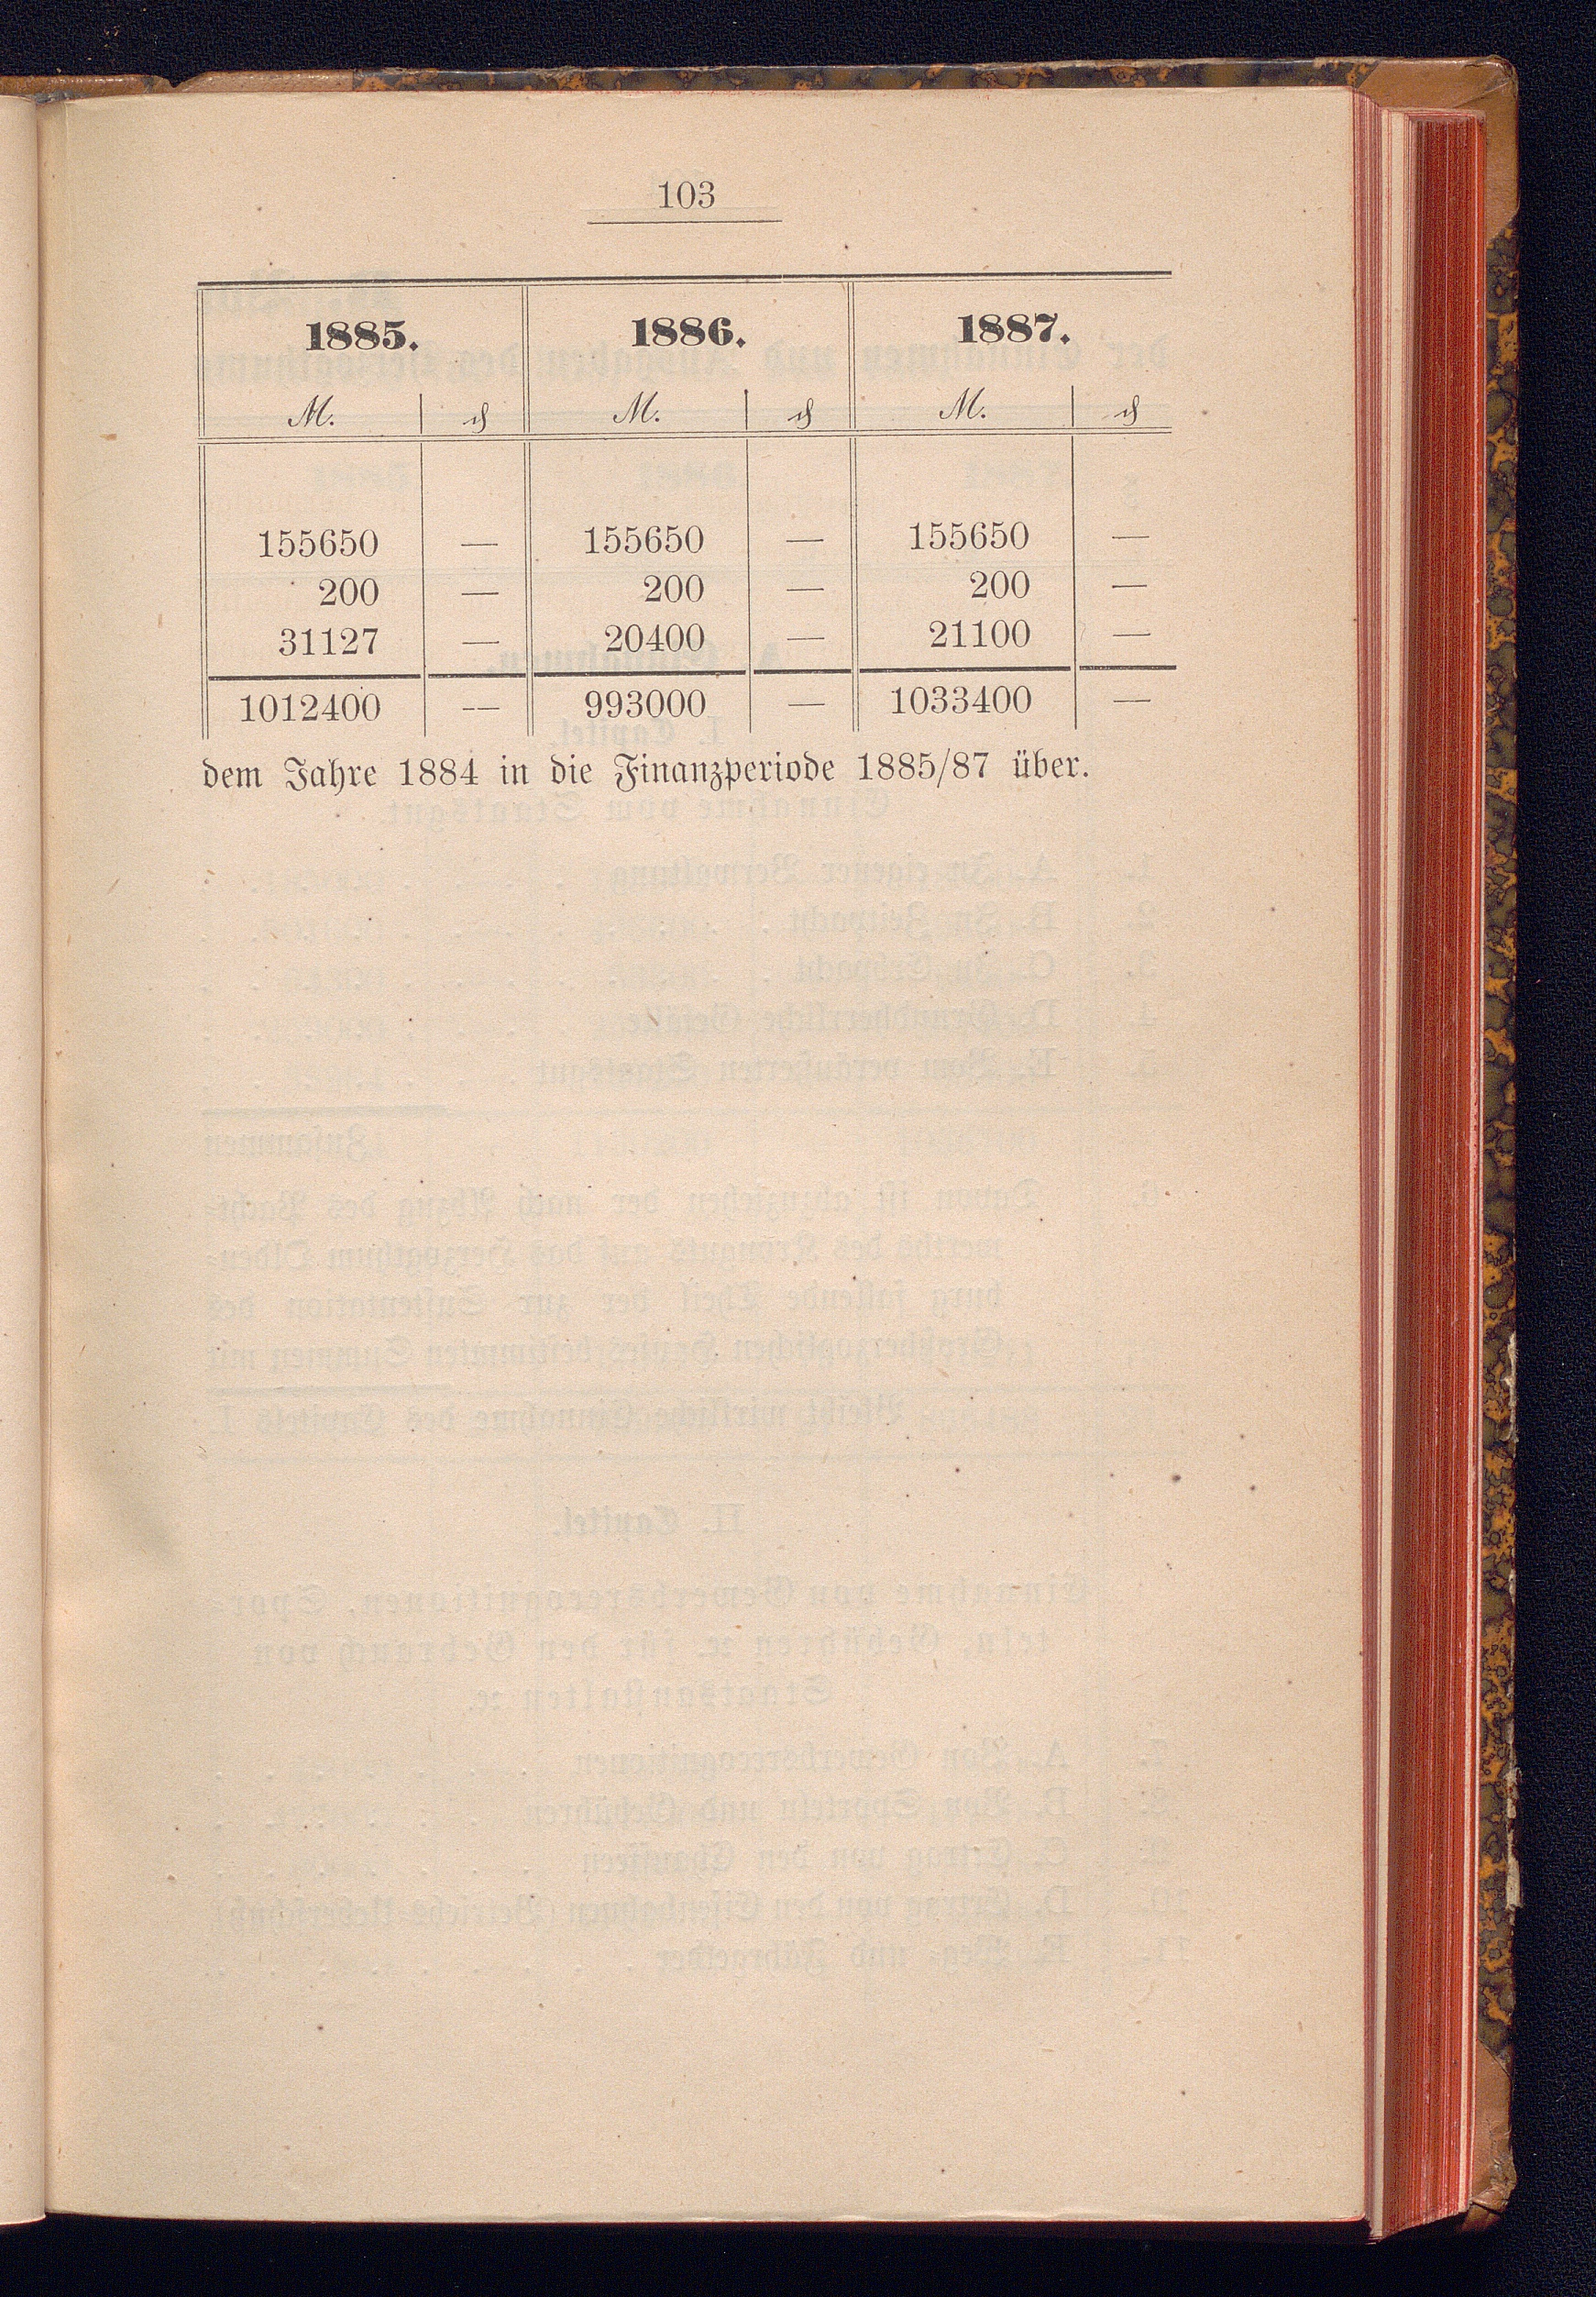 103
1885. 1886. 1887.
M. ₰ M. ₰ M. ₰
155650 — 155650 — 155650 —
200 — 200 — 200 —
31127 — 20400 — 21100 —
1012400 — 993000 — 1033400 —
dem Jahre 1884 in die Finanzperiode 1885/87 über.